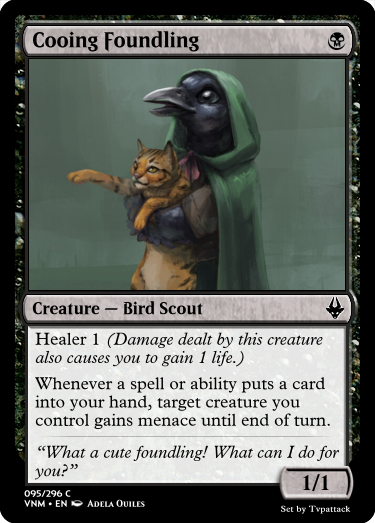 Cooing Foundling
Creature — Bird Scout
Healer 1 (Damage dealt by this creature
also causes you to gain 1 life.)
Whenever a spell or ability puts a card
into your hand, target creature you
control gains menace until end of turn.
“What a cute foundling! What can I do for
you?”
1/1
095/296 C
VNM • EN Adela Quiles
Set by Tvpattack